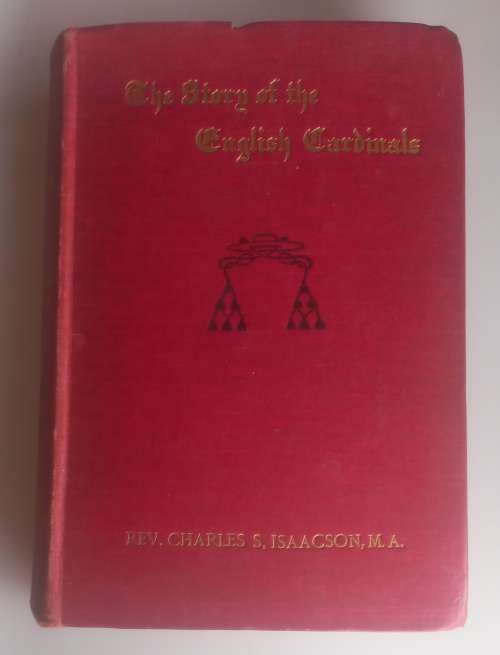 The Story of the
English Cardinals
REV. CHARLES S. ISAACSON, M.A.